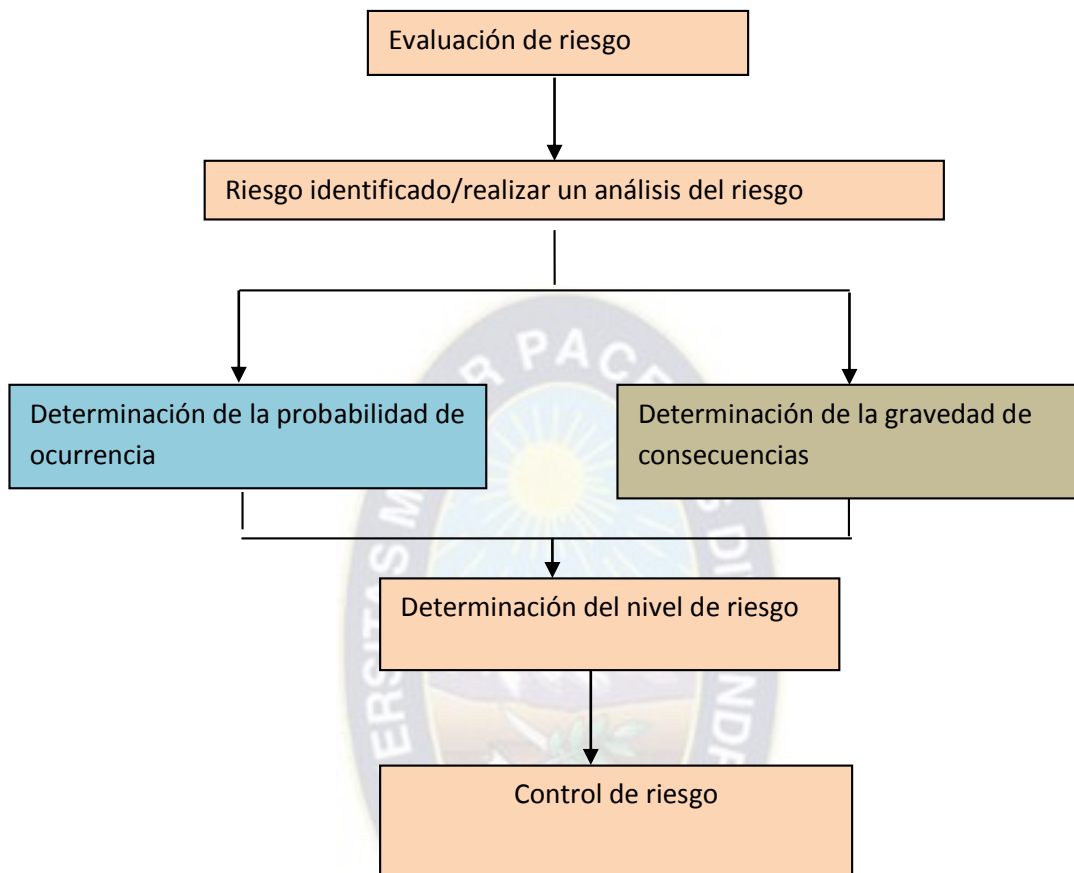 Evaluación de riesgo
Riesgo identificado/realizar un análisis del riesgo
Determinación de la probabilidad de
ocurrencia
Determinación de la gravedad de
consecuencias
Determinación del nivel de riesgo
Control de riesgo